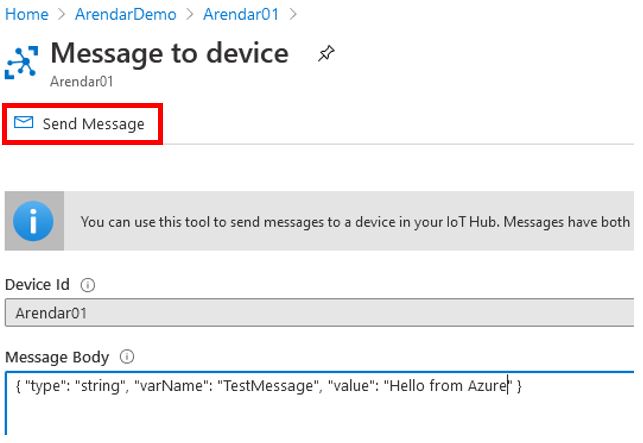 Home > ArendarDemo > Arendar01 >
Message to device
Arendar01
Send Message
You can use this tool to send messages to a device in your IoT Hub. Messages have both
Device Id
Arendar01
Message Body
{ "type": "string", "varName": "TestMessage", "value": "Hello from Azure" }